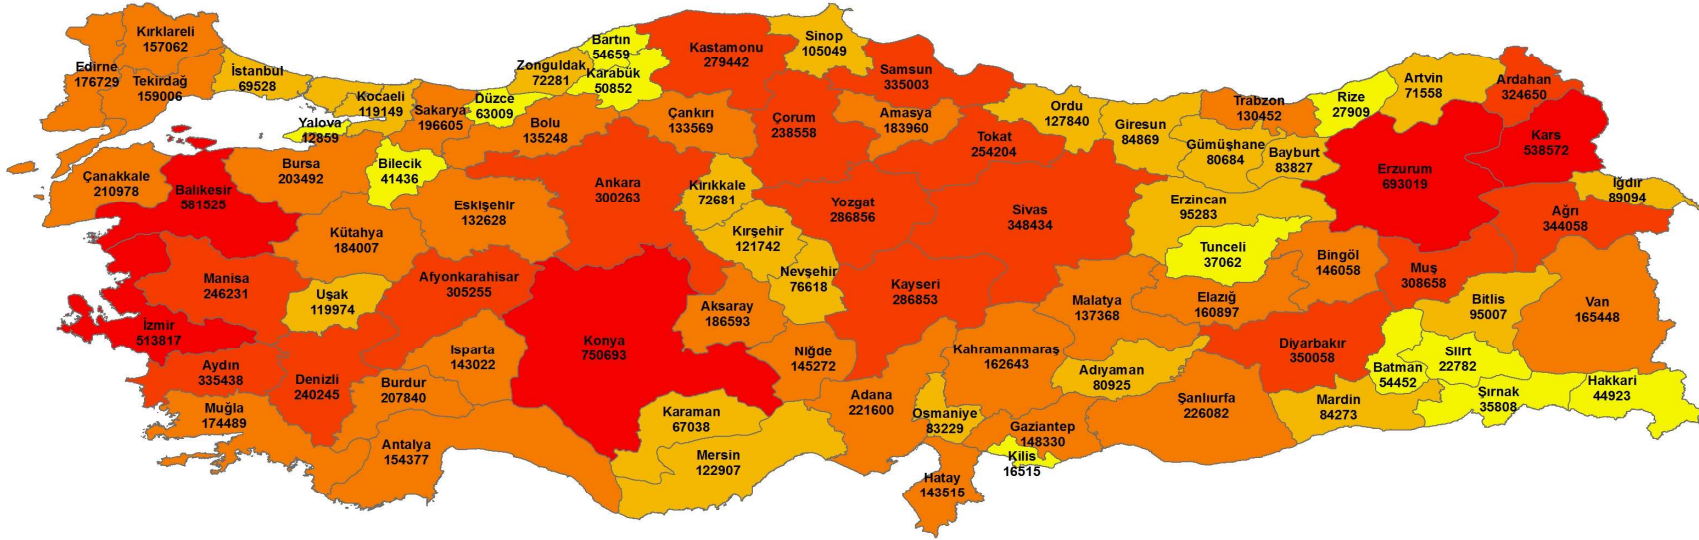 Kırklareli
157062
Edirne
176729
Tekirdağ
159006
İstanbul
69528
Kocaeli
119149
Yalova
12859
Sakarya
196605
Düzce
63009
Zonguldak
72281
Bartın
54659
Karabük
50852
Kastamonu
279442
Sinop
105049
Samsun
335003
Bolu
135248
Çankırı
133569
Çorum
238558
Amasya
183960
Ordu
127840
Tokat
254204
Giresun
84869
Trabzon
130452
Gümüşhane
80684
Bayburt
83827
Rize
27909
Artvin
71558
Ardahan
324650
Kars
538572
Erzurum
693019
Iğdır
89094
Ağrı
344058
Çanakkale
210978
Balıkesir
581525
Bursa
203492
Bilecik
41436
Eskişehir
132628
Kütahya
184007
Ankara
300263
Kırıkkale
72681
Kırşehir
121742
Yozgat
286856
Sivas
348434
Erzincan
95283
Tunceli
37062
Bingöl
146058
Muş
308658
Bitlis
95007
Van
165448
Manisa
246231
Uşak
119974
Afyonkarahisar
305255
İzmir
513817
Aydın
335438
Denizli
240245
Muğla
174489
Burdur
207840
Isparta
143022
Antalya
154377
Konya
750693
Aksaray
186593
Nevşehir
76618
Kayseri
286853
Niğde
145272
Karaman
67038
Mersin
122907
Adana
221600
Osmaniye
83229
Hatay
143515
Kahramanmaraş
162643
Malatya
137368
Elazığ
160897
Adıyaman
80925
Gaziantep
148330
Kilis
16515
Şanlıurfa
226082
Diyarbakır
350058
Mardin
84273
Batman
54452
Siirt
22782
Şırnak
35808
Hakkari
44923